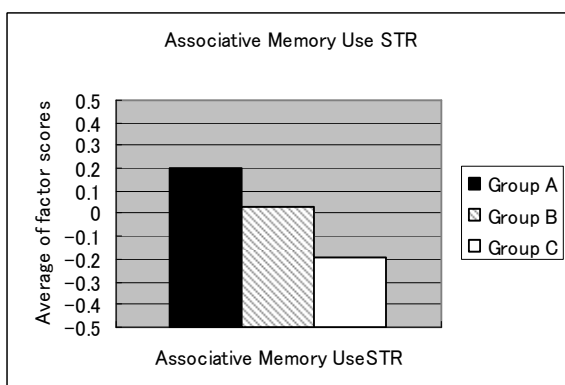 Associative Memory Use STR
Average of factor scores
0.5
0.4
0.3
0.2
0.1
0
-0.1
-0.2
-0.3
-0.4
-0.5
Group A
Group B
Group C
Associative Memory UseSTR